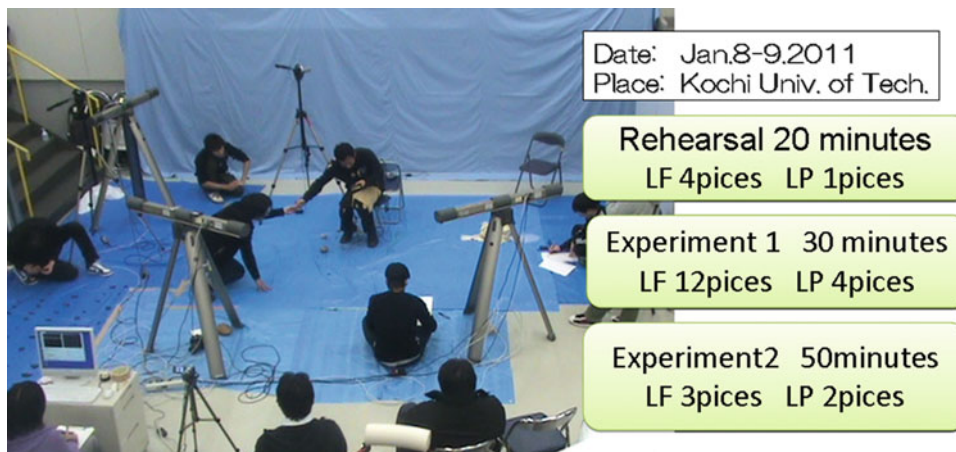 Date: Jan.8-9.2011
Place: Kochi Univ. of Tech.
Rehearsal 20 minutes
LF 4pices LP 1pices
Experiment 1 30 minutes
LF 12pices LP 4pices
Experiment2 50minutes
LF 3pices LP 2pices